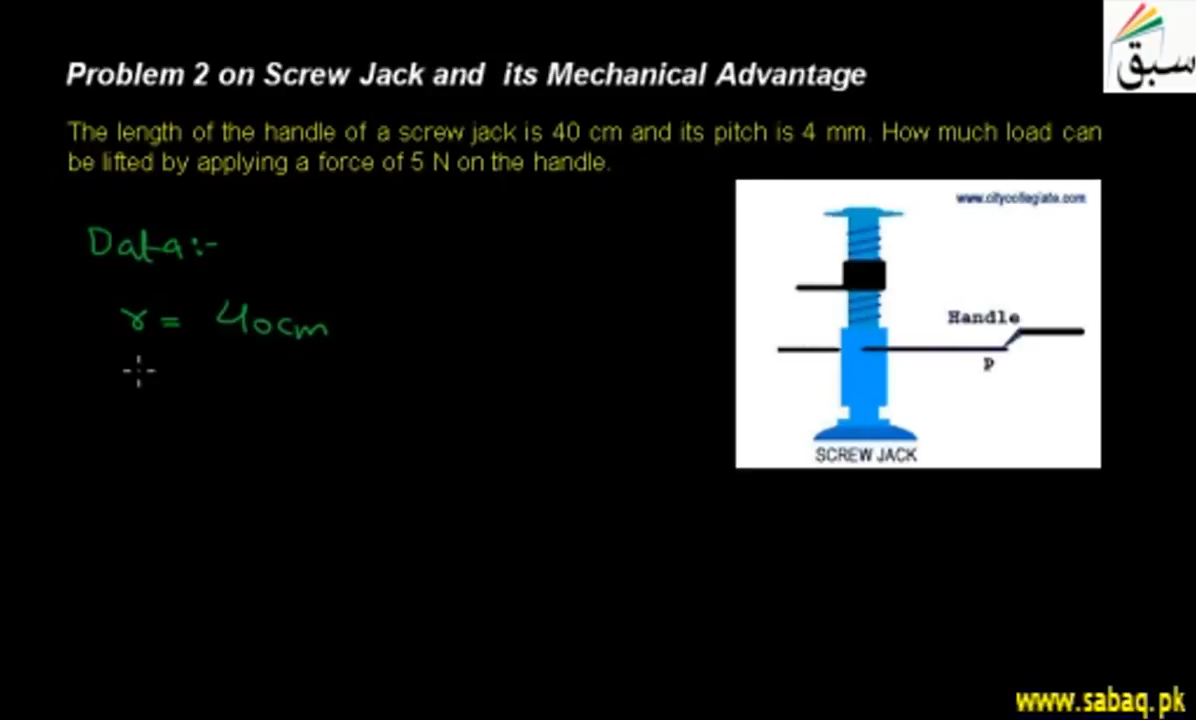 سبق
Problem 2 on Screw Jack and its Mechanical Advantage
The length of the handle of a screw jack is 40 cm and its pitch is 4 mm. How much load can
be lifted by applying a force of 5 N on the handle.
www.citycollegiate.com
Data:-
r = 40cm
Handle
P
SCREW JACK
www.sabaq.pk